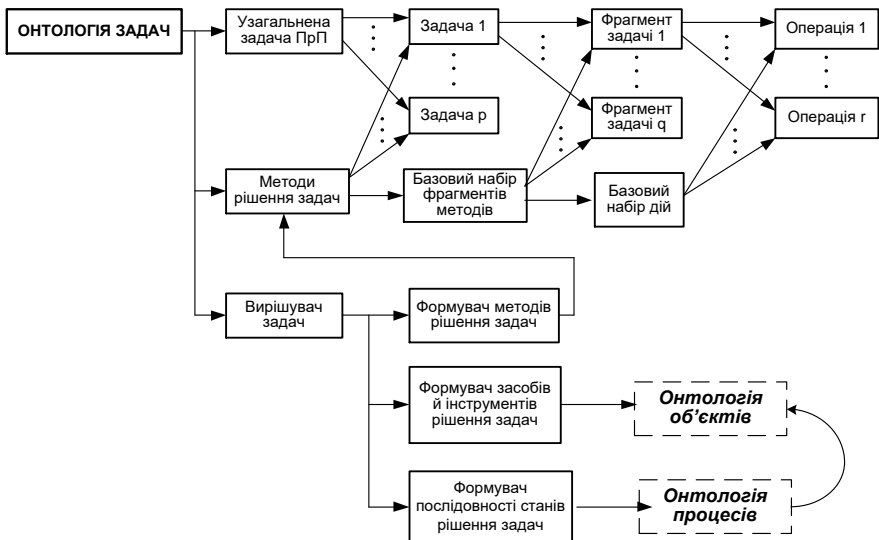 ОНТОЛОГІЯ ЗАДАЧ
Узагальнена
задача ПрП
Задача 1
Фрагмент
задачі 1
Операція 1
Задача p
Фрагмент
задачі q
Операція r
Методи
рішення задач
Базовий набір
фрагментів
методів
Базовий
набір дій
Вирішувач
задач
Формувач методів
рішення задач
Формувач засобів
й інструментів
рішення задач
Онтологія
об’єктів
Формувач
послідовності станів
рішення задач
Онтологія
процесів